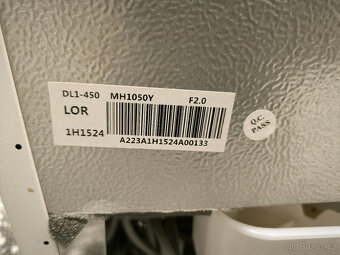 DL1-450 MH1050Y F2.0
LOR
1H1524
A223A1H1524A00133
Q.C.
PASS